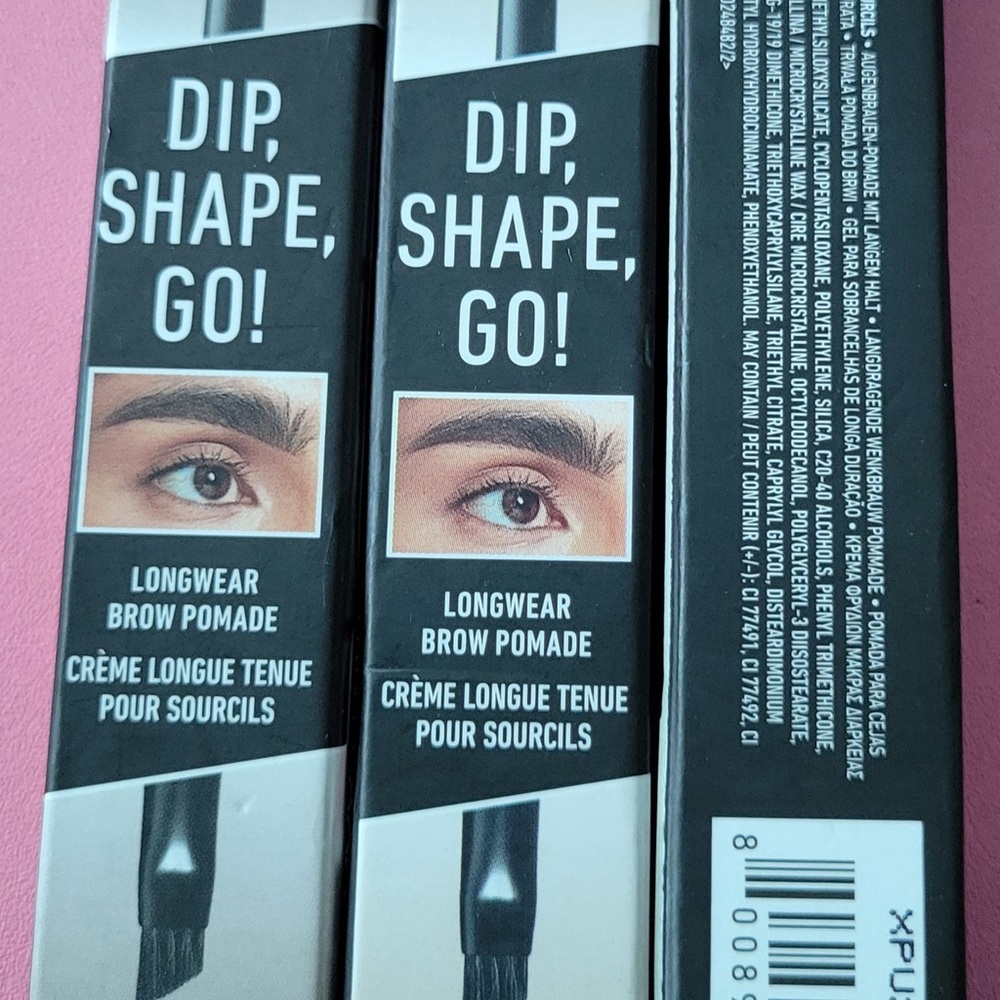 DIP,
SHAPE,
GO!
LONGWEAR
BROW POMADE
CRÈME LONGUE TENUE
POUR SOURCILS
DIP,
SHAPE,
GO!
LONGWEAR
BROW POMADE
CRÈME LONGUE TENUE
POUR SOURCILS
AUGENBRAUEN-POMADE MIT LANGEM HALT • LANGDRAGENDE WENKBRAUW POMMADE • POMADA PARA CEJAS
• TRWAŁA POMADA DO BRWI • GEL PARA SOBRANCELHAS DE LONGA DURAÇÃO • ΚΡΕΜΑ ΦΡΥΔΙΩΝ ΜΑΚΡΑΣ ΔΙΑΡΚΕΙΑΣ
CYCLOPENTASILOXANE, POLYETHYLENE, SILICA, C20-40 ALCOHOLS, PHENYL TRIMETHICONE,
/ MICROCRYSTALLINE WAX / CIRE MICROCRISTALLINE, OCTYLDODECANOL, POLYGLYCERYL-3 DIISOSTEARATE,
DIMETHICONE, TRIETHOXYCAPRYLYLSILANE, TRIETHYL CITRATE, CAPRYLYL GLYCOL, DISTEARDIMONIUM
HYDROXYHYDROCINNAMATE, PHENOXYETHANOL. MAY CONTAIN / PEUT CONTENIR (+/-): CI 77491, CI 77492, CI
8 0089
XPU